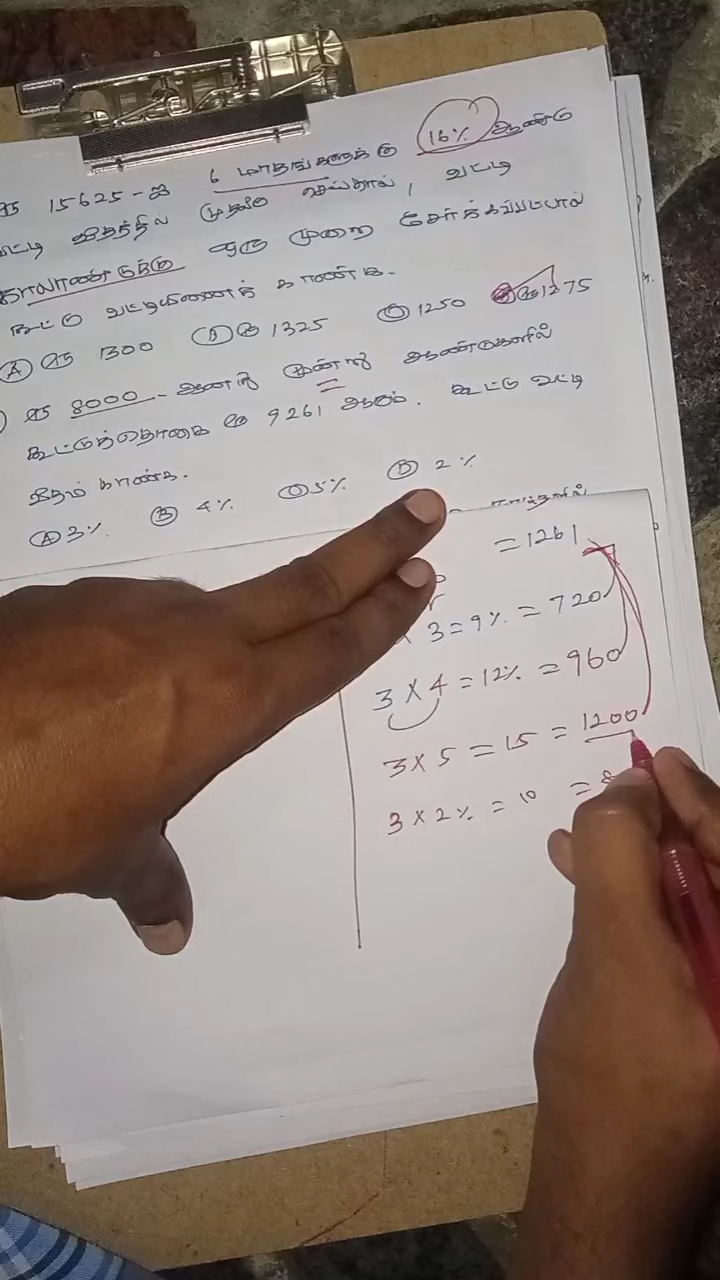 ரூ 15625-ஐ 6 மாதங்களுக்கு 16% ஆண்டு
வட்டி வீதத்தில் முதலீடு செய்தால், வட்டி
காலாண்டுக்கு ஒரு முறை சேர்க்கப்பட்டால்
கூட்டு வட்டியினைக் காண்க.
A ரூ 1300 B ரூ 1325 C 1250 D ரூ 1275
ரூ 8000 - ஆனது மூன்று ஆண்டுகளில்
கூட்டுத்தொகை ரூ 9261 ஆகும். கூட்டு வட்டி
வீதம் காண்க.
A 3% B 4% C 5% D 2%
= 1261
3 = 9% = 720
3 X 4 = 12% = 960
3 X 5 = 15 = 1200
3 X 2% = 10 =